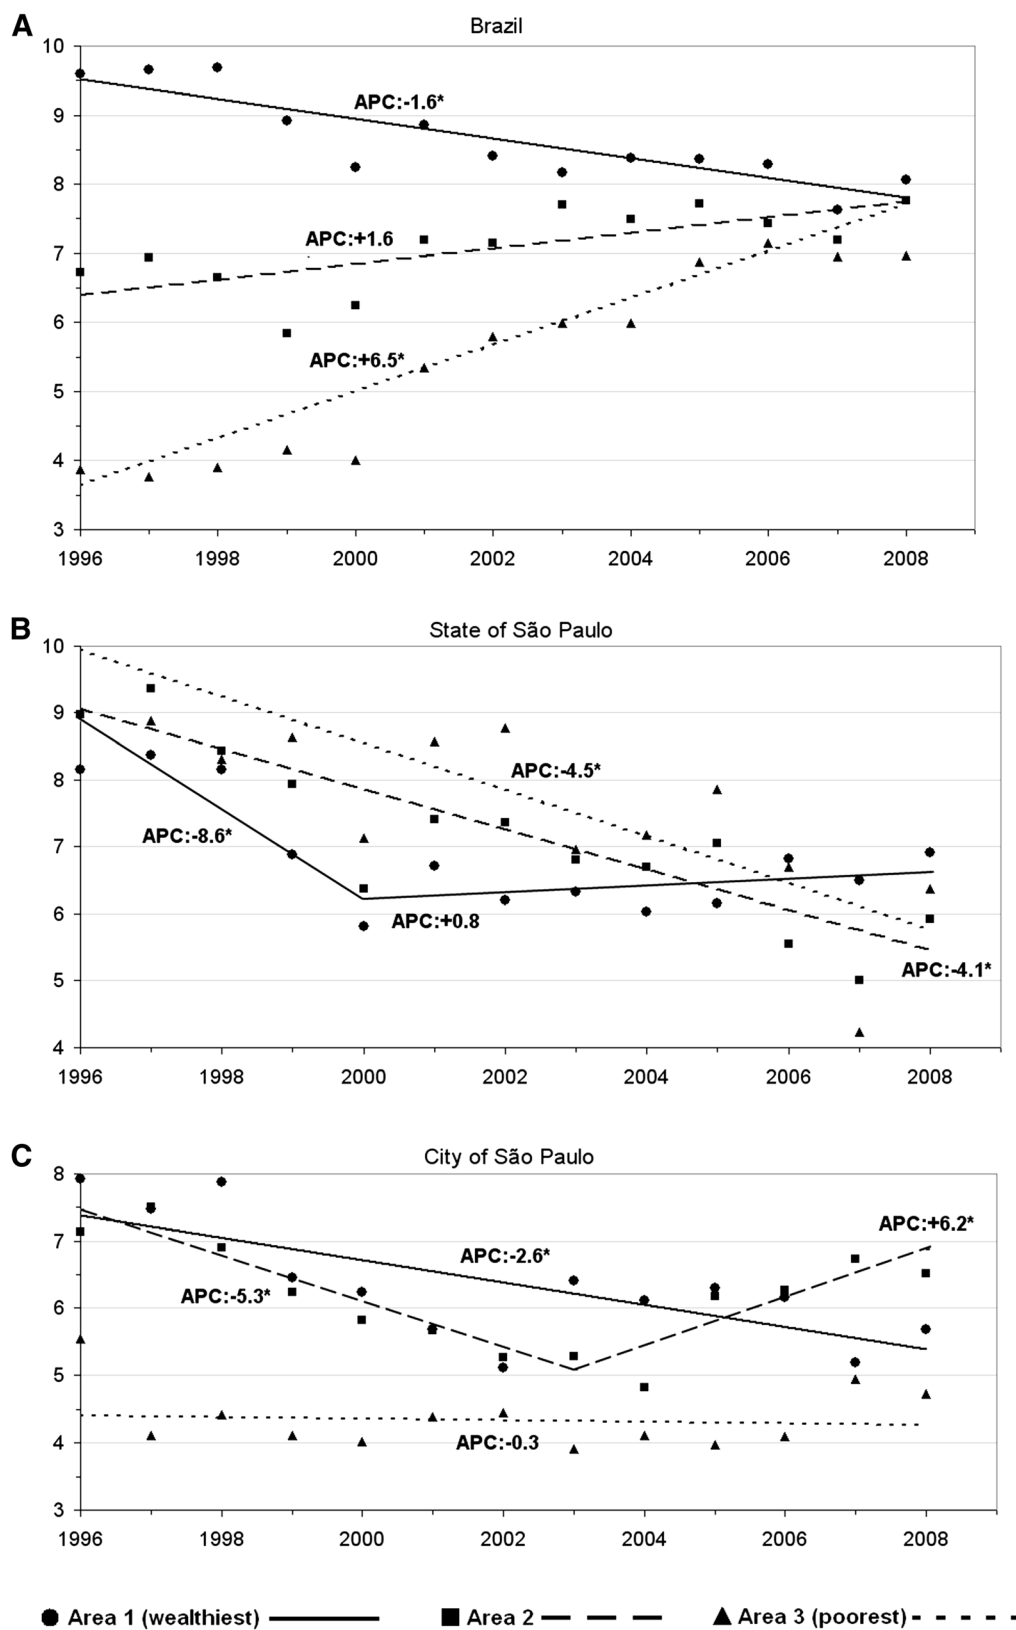 A
Brazil
10
9
8
7
6
5
4
3
APC:-1.6*
APC:+1.6
APC:+6.5*
1996 1998 2000 2002 2004 2006 2008
B
State of São Paulo
10
9
8
7
6
5
4
APC:-4.5*
APC:-8.6*
APC:+0.8
APC:-4.1*
1996 1998 2000 2002 2004 2006 2008
C
City of São Paulo
8
7
6
5
4
3
APC:+6.2*
APC:-2.6*
APC:-5.3*
APC:-0.3
1996 1998 2000 2002 2004 2006 2008
Area 1 (wealthiest) Area 2 Area 3 (poorest)